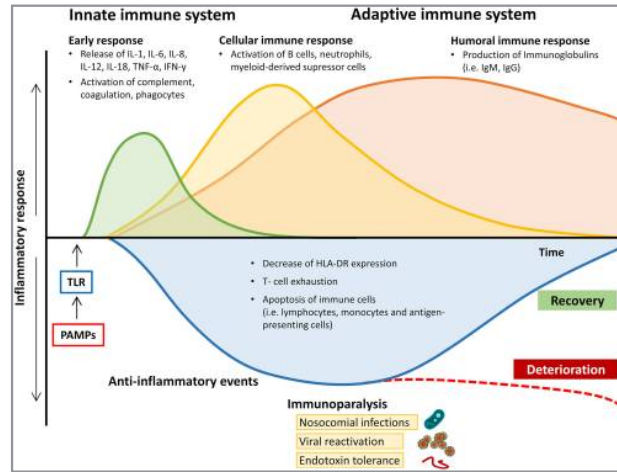 Innate immune system
Adaptive immune system
Early response
• Release of IL-1, IL-6, IL-8,
IL-12, IL-18, TNF-α, IFN-γ
• Activation of complement,
coagulation, phagocytes
Cellular immune response
• Activation of B cells, neutrophils,
myeloid-derived supressor cells
Humoral immune response
• Production of Immunoglobulins
(i.e. IgM, IgG)
Inflammatory response
Time
TLR
PAMPs
• Decrease of HLA-DR expression
• T- cell exhaustion
• Apoptosis of immune cells
(i.e. lymphocytes, monocytes and antigen-
presenting cells)
Recovery
Deterioration
Anti-inflammatory events
Immunoparalysis
Nosocomial infections
Viral reactivation
Endotoxin tolerance